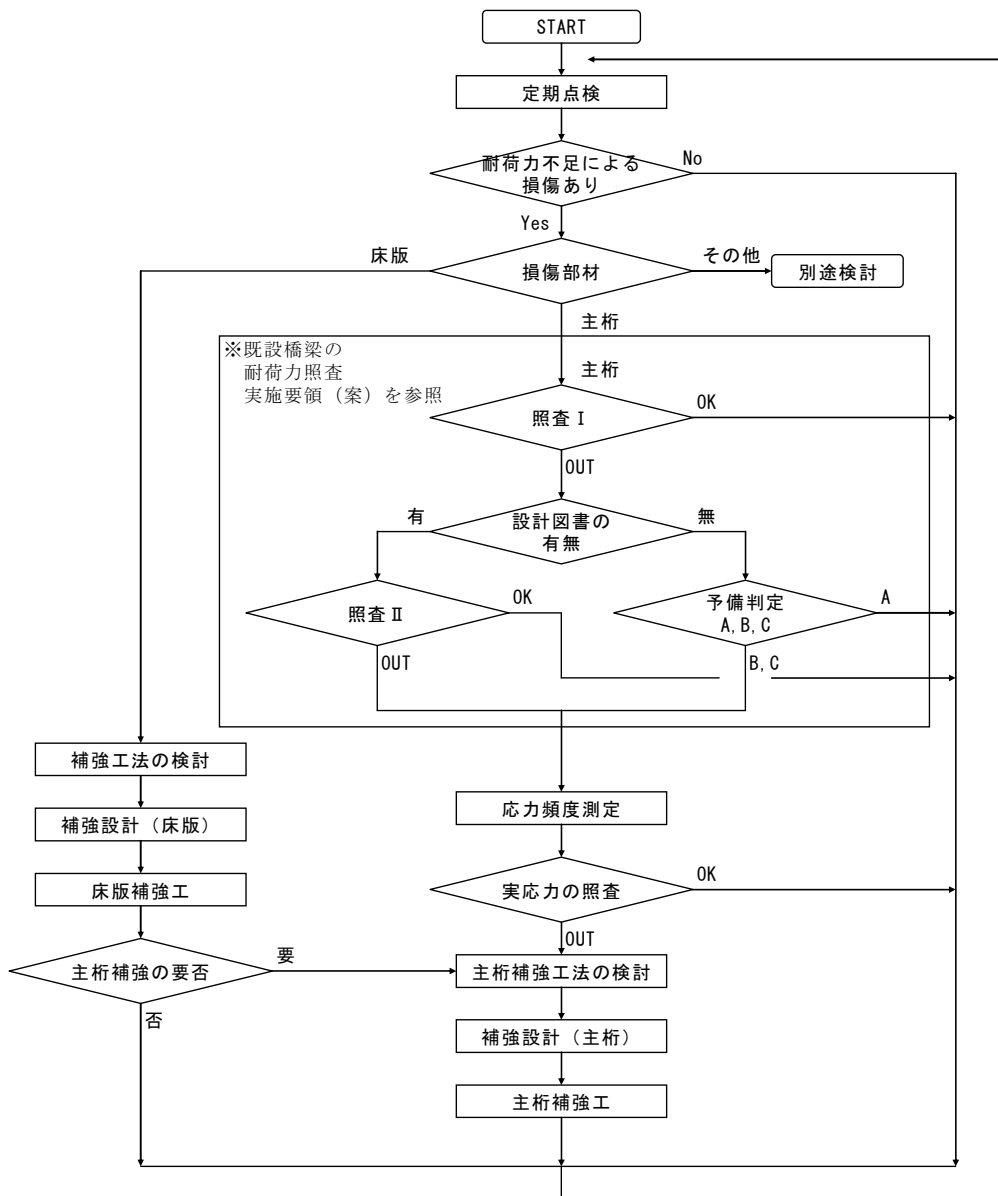 START
定期点検
耐荷力不足による
損傷あり
No
Yes
床版
損傷部材
その他
別途検討
主桁
※既設橋梁の
耐荷力照査
実施要領（案）を参照
主桁
照査Ⅰ
OK
OUT
有
設計図書の
有無
無
照査Ⅱ
OK
予備判定
A,B,C
A
OUT
B,C
補強工法の検討
補強設計（床版）
応力頻度測定
床版補強工
実応力の照査
OK
OUT
主桁補強の要否
要
主桁補強工法の検討
否
補強設計（主桁）
主桁補強工